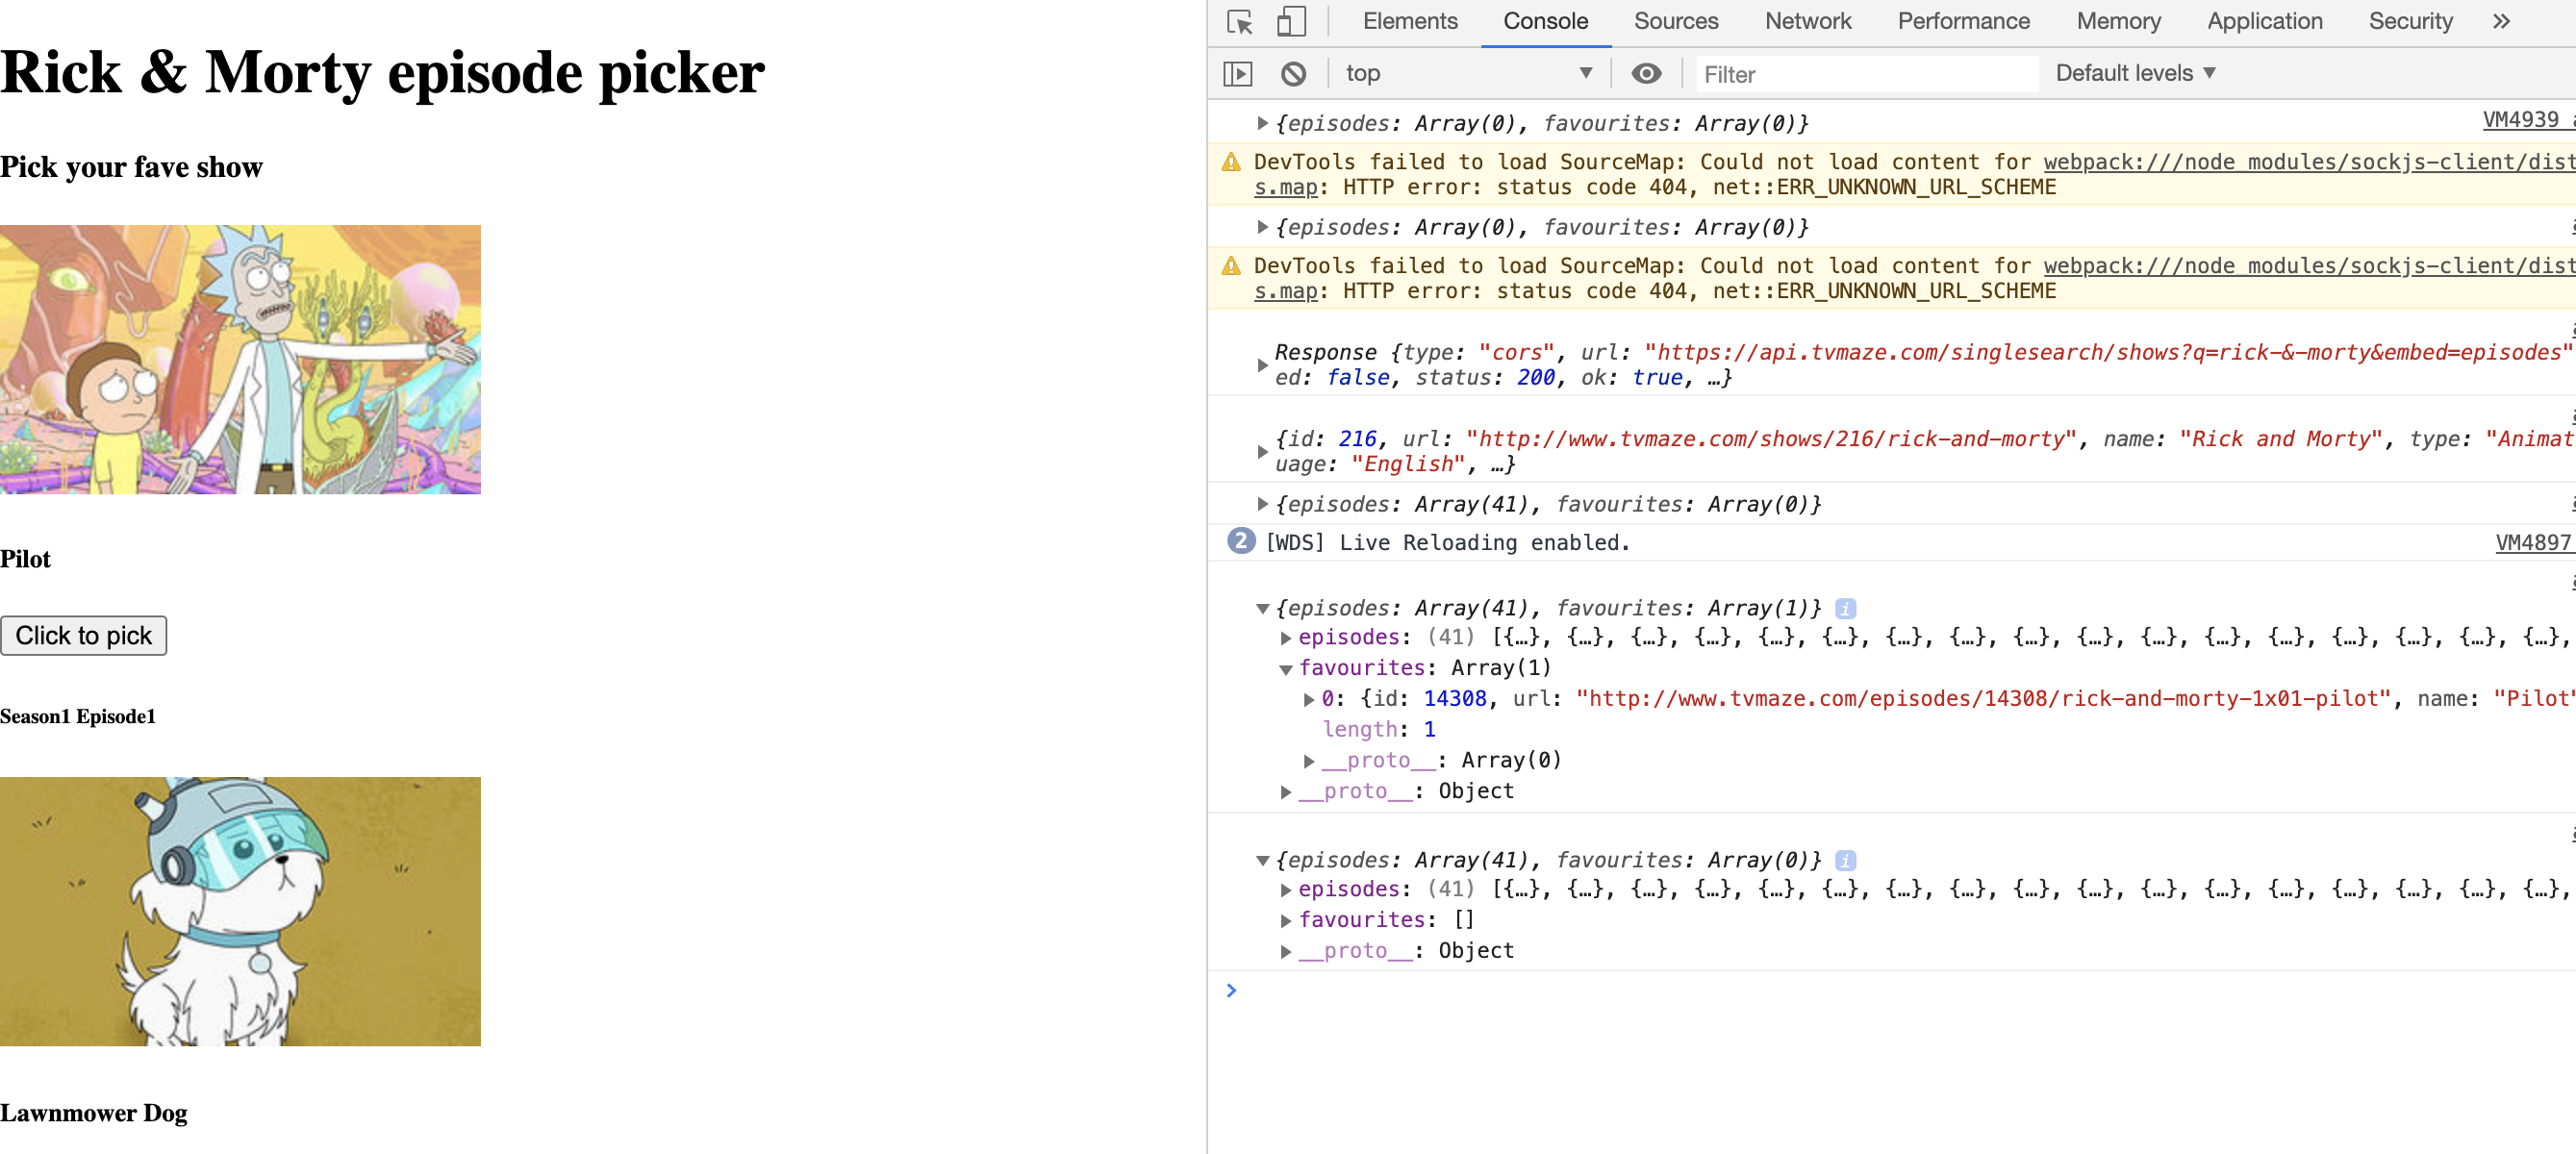 Rick & Morty episode picker
Pick your fave show
Pilot
Click to pick
Season1 Episode1
Lawnmower Dog
Elements Console Sources Network Performance Memory Application Security »
top ▼ Filter Default levels ▼
▶{episodes: Array(0), favourites: Array(0)} VM4939
DevTools failed to load SourceMap: Could not load content for webpack:///node_modules/sockjs-client/dist
s.map: HTTP error: status code 404, net::ERR_UNKNOWN_URL_SCHEME
▶{episodes: Array(0), favourites: Array(0)}
DevTools failed to load SourceMap: Could not load content for webpack:///node_modules/sockjs-client/dist
s.map: HTTP error: status code 404, net::ERR_UNKNOWN_URL_SCHEME
▶Response {type: "cors", url: "https://api.tvmaze.com/singlesearch/shows?q=rick-&-morty&embed=episodes"
ed: false, status: 200, ok: true, …}
▶{id: 216, url: "http://www.tvmaze.com/shows/216/rick-and-morty", name: "Rick and Morty", type: "Animat
uage: "English", …}
▶{episodes: Array(41), favourites: Array(0)}
2 [WDS] Live Reloading enabled. VM4897
▼{episodes: Array(41), favourites: Array(1)} i
▶episodes: (41) [{…}, {…}, {…}, {…}, {…}, {…}, {…}, {…}, {…}, {…}, {…}, {…}, {…}, {…}, {…}, {…}, {…},
▼favourites: Array(1)
▶0: {id: 14308, url: "http://www.tvmaze.com/episodes/14308/rick-and-morty-1x01-pilot", name: "Pilot"
length: 1
▶__proto__: Array(0)
▶__proto__: Object
▼{episodes: Array(41), favourites: Array(0)} i
▶episodes: (41) [{…}, {…}, {…}, {…}, {…}, {…}, {…}, {…}, {…}, {…}, {…}, {…}, {…}, {…}, {…}, {…}, {…},
▶favourites: []
▶__proto__: Object
>